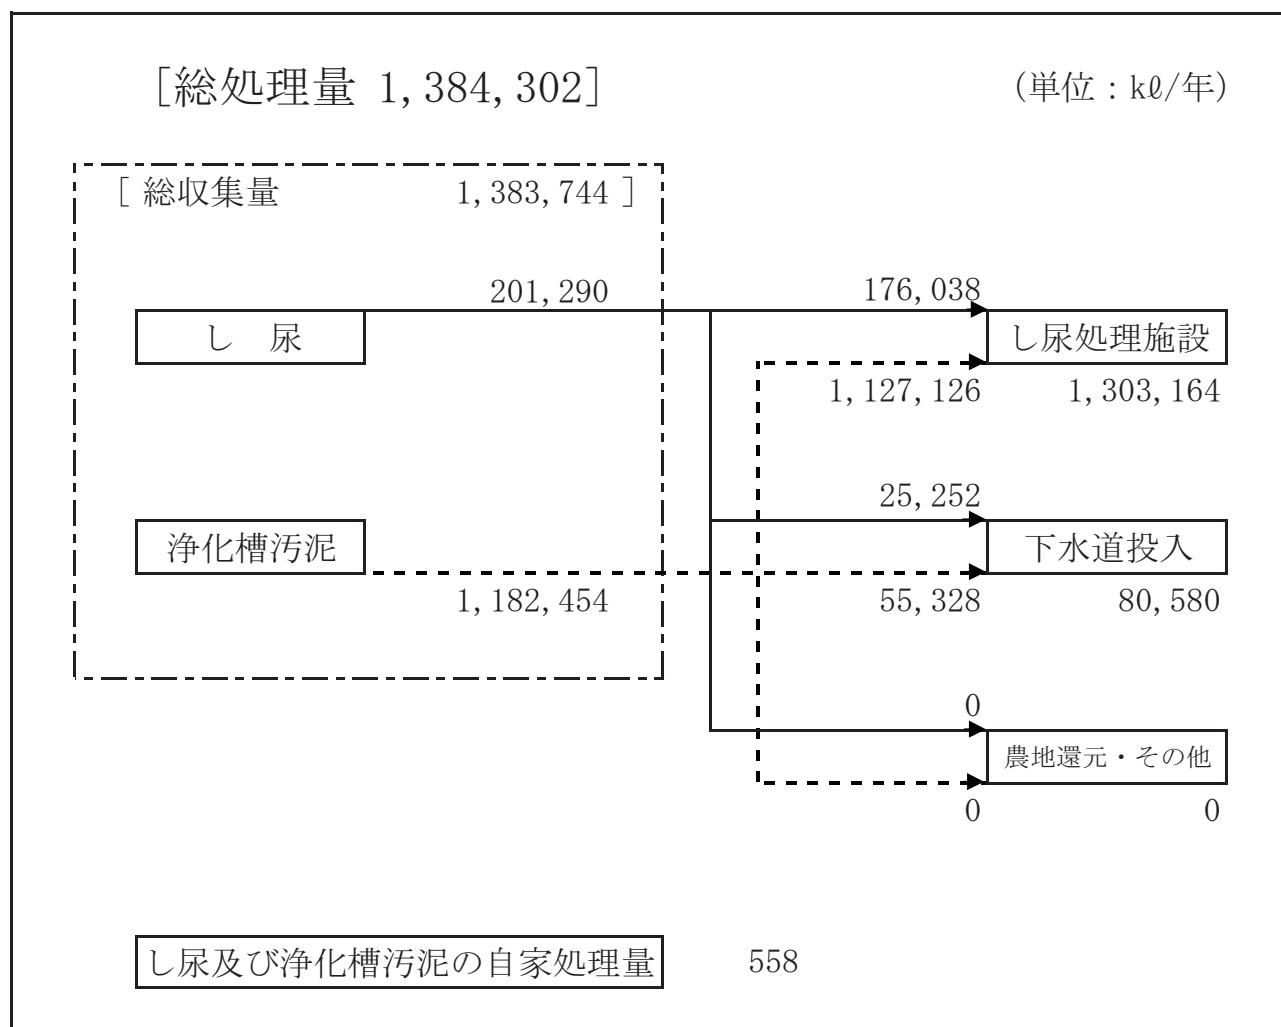 [総処理量 1,384,302]
(単位：kℓ/年)
[ 総収集量 1,383,744 ]
201,290
176,038
し 尿
し尿処理施設
1,127,126
1,303,164
25,252
浄化槽汚泥
下水道投入
1,182,454
55,328
80,580
0
農地還元・その他
0
0
し尿及び浄化槽汚泥の自家処理量
558